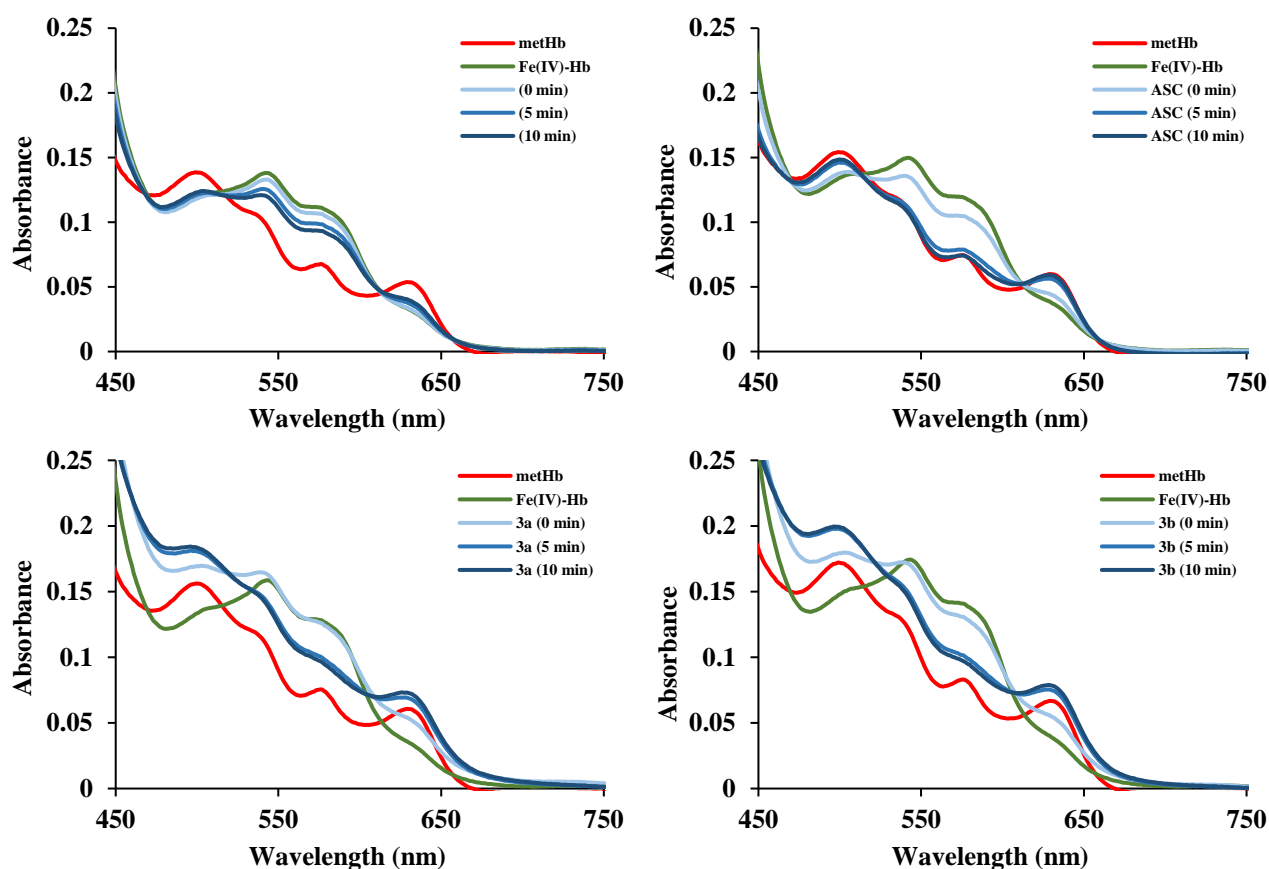 0.25
0.2
0.15
0.1
0.05
0
Absorbance
450
550
650
750
Wavelength (nm)
metHb
Fe(IV)-Hb
(0 min)
(5 min)
(10 min)
0.25
0.2
0.15
0.1
0.05
0
Absorbance
450
550
650
750
Wavelength (nm)
metHb
Fe(IV)-Hb
ASC (0 min)
ASC (5 min)
ASC (10 min)
0.25
0.2
0.15
0.1
0.05
0
Absorbance
450
550
650
750
Wavelength (nm)
metHb
Fe(IV)-Hb
3a (0 min)
3a (5 min)
3a (10 min)
0.25
0.2
0.15
0.1
0.05
0
Absorbance
450
550
650
750
Wavelength (nm)
metHb
Fe(IV)-Hb
3b (0 min)
3b (5 min)
3b (10 min)